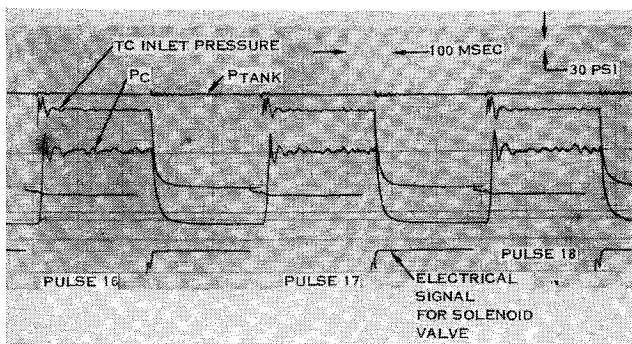 TC INLET PRESSURE
100 MSEC
PC
PTANK
30 PSI
PULSE 16
PULSE 17
PULSE 18
ELECTRICAL
SIGNAL
FOR SOLENOID
VALVE